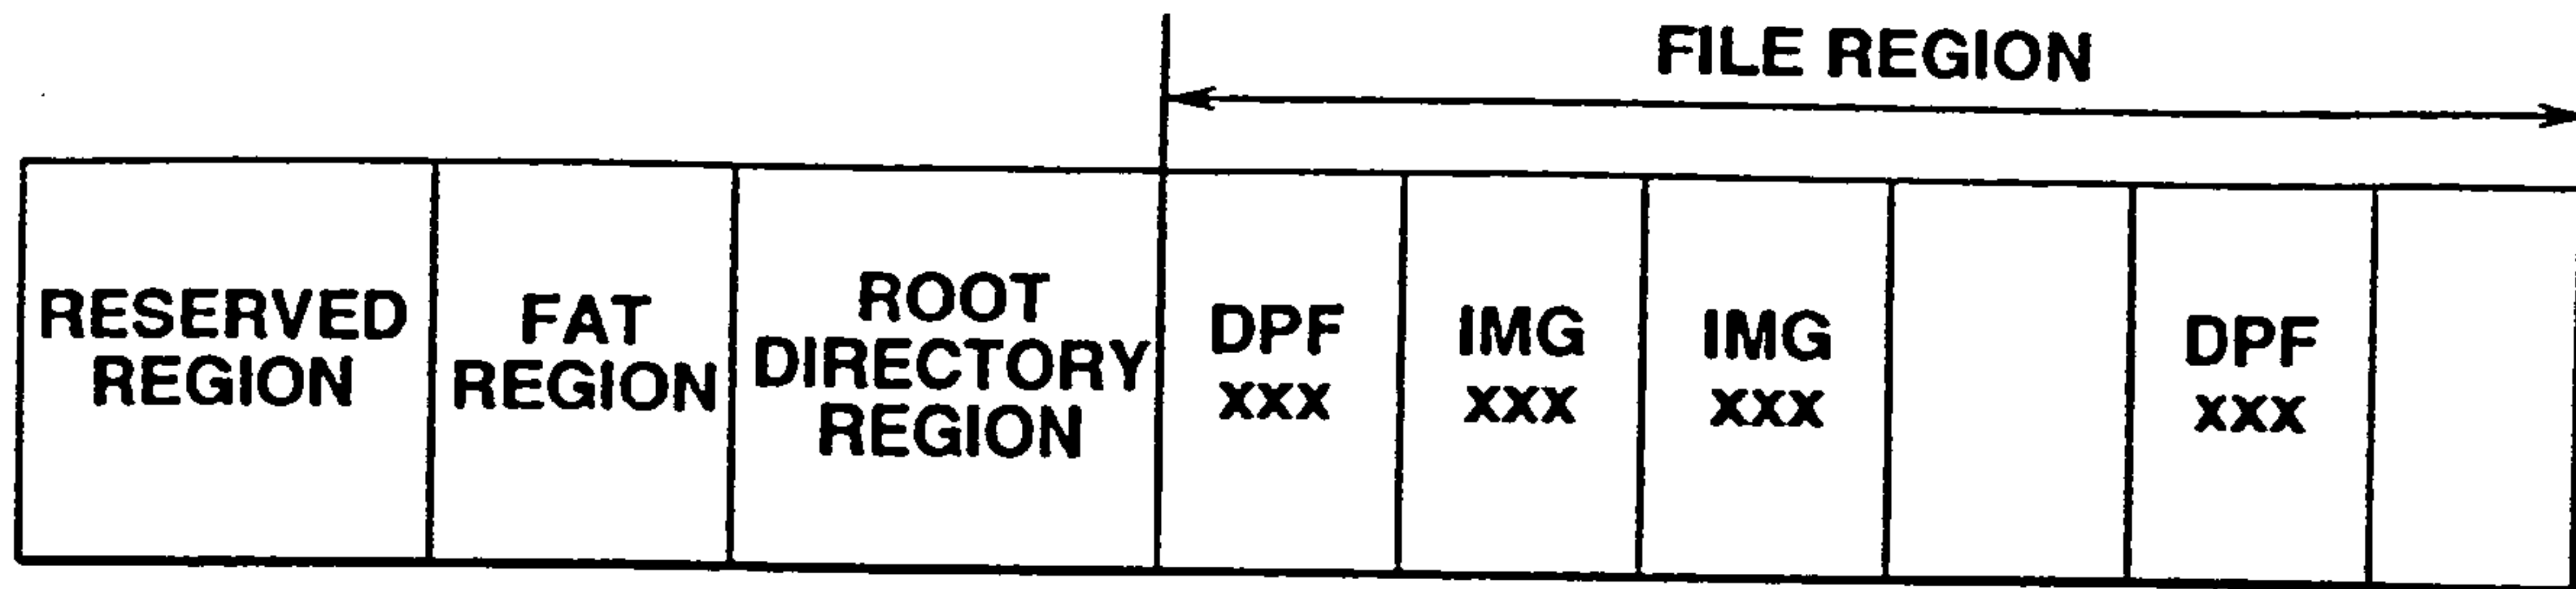 FILE REGION
RESERVED
REGION
FAT
REGION
ROOT
DIRECTORY
REGION
DPF
xxx
IMG
xxx
IMG
xxx
DPF
xxx